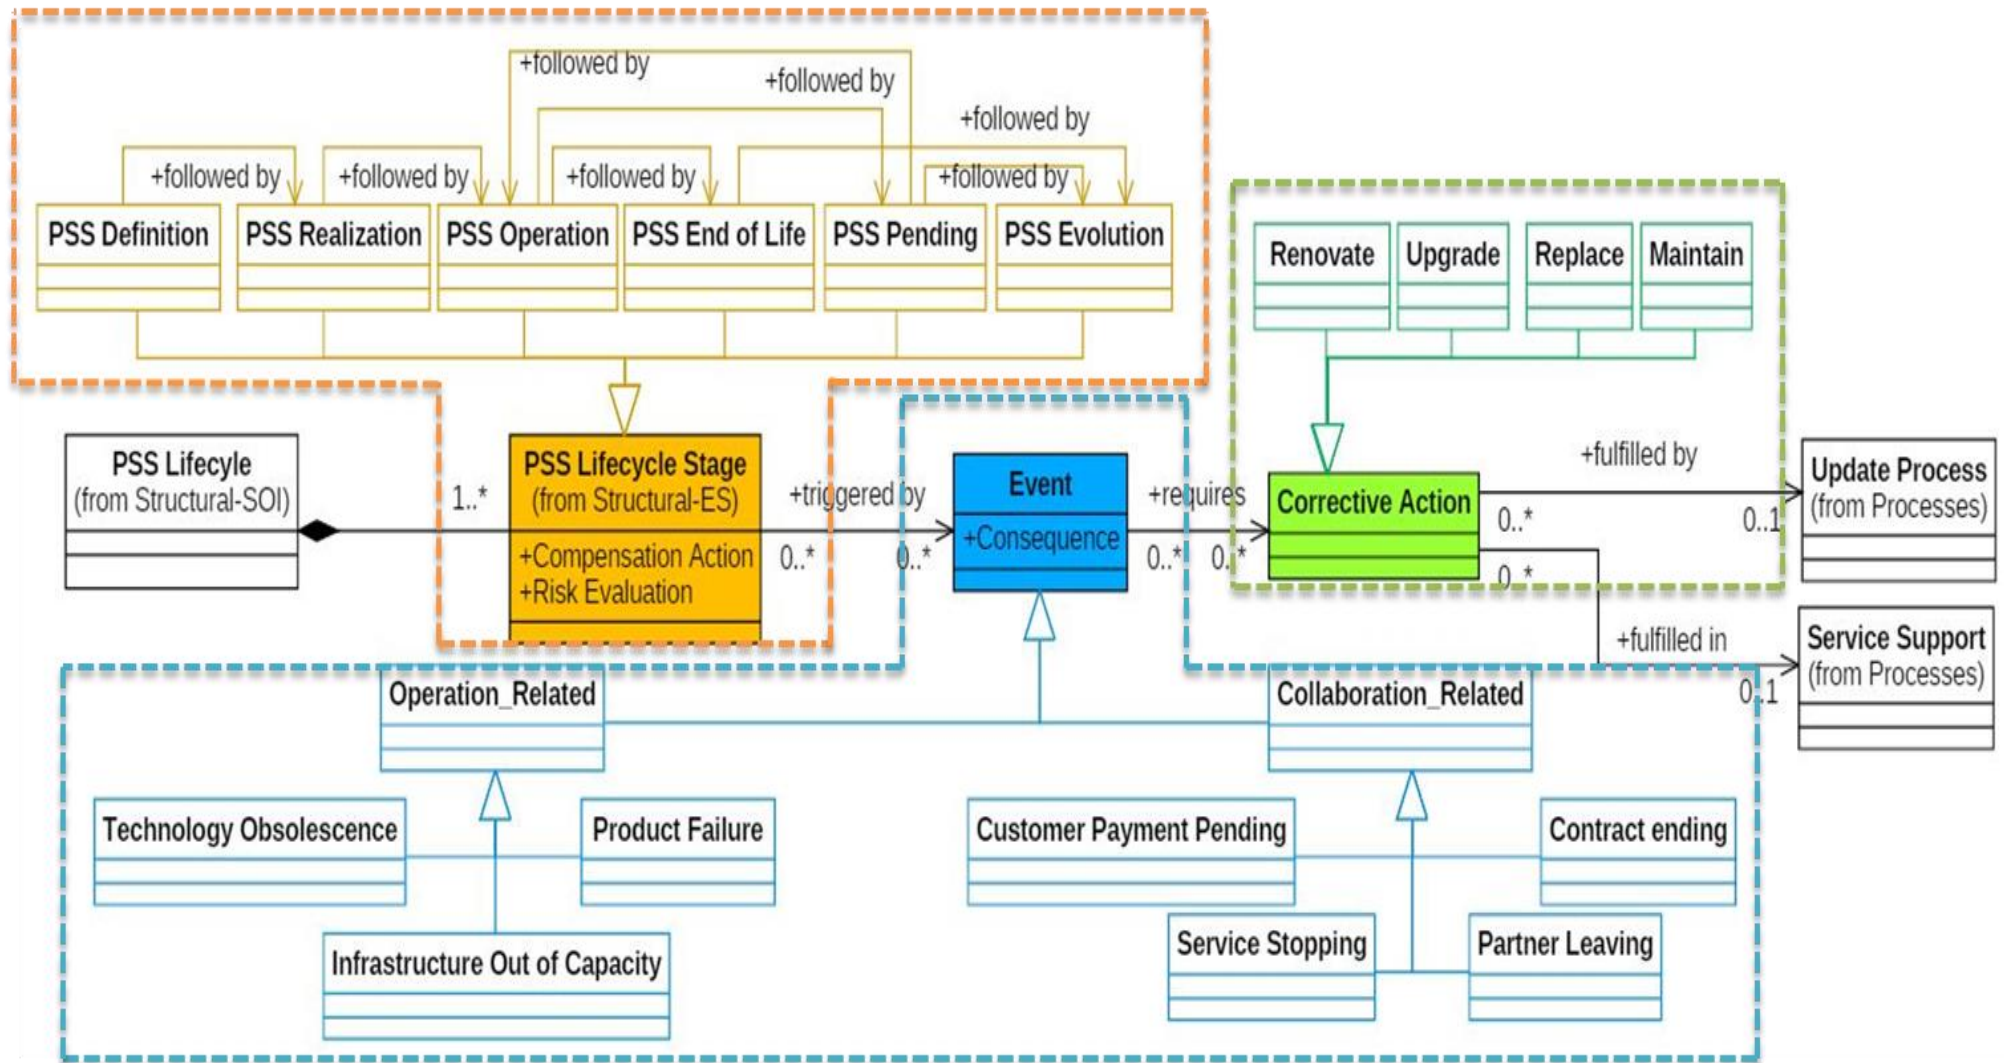 +followed by
+followed by
+followed by
+followed by
+followed by
+followed by
+followed by
PSS Definition
PSS Realization
PSS Operation
PSS End of Life
PSS Pending
PSS Evolution
Renovate
Upgrade
Replace
Maintain
PSS Lifecyle
(from Structural-SOI)
1..*
PSS Lifecycle Stage
(from Structural-ES)
+Compensation Action
+Risk Evaluation
+triggered by
0..*
0..*
Event
+Consequence
+requires
0..*
0..*
Corrective Action
+fulfilled by
0..*
0..1
0..*
Update Process
(from Processes)
+fulfilled in
0..1
Service Support
(from Processes)
Operation_Related
Collaboration_Related
Technology Obsolescence
Product Failure
Customer Payment Pending
Contract ending
Infrastructure Out of Capacity
Service Stopping
Partner Leaving